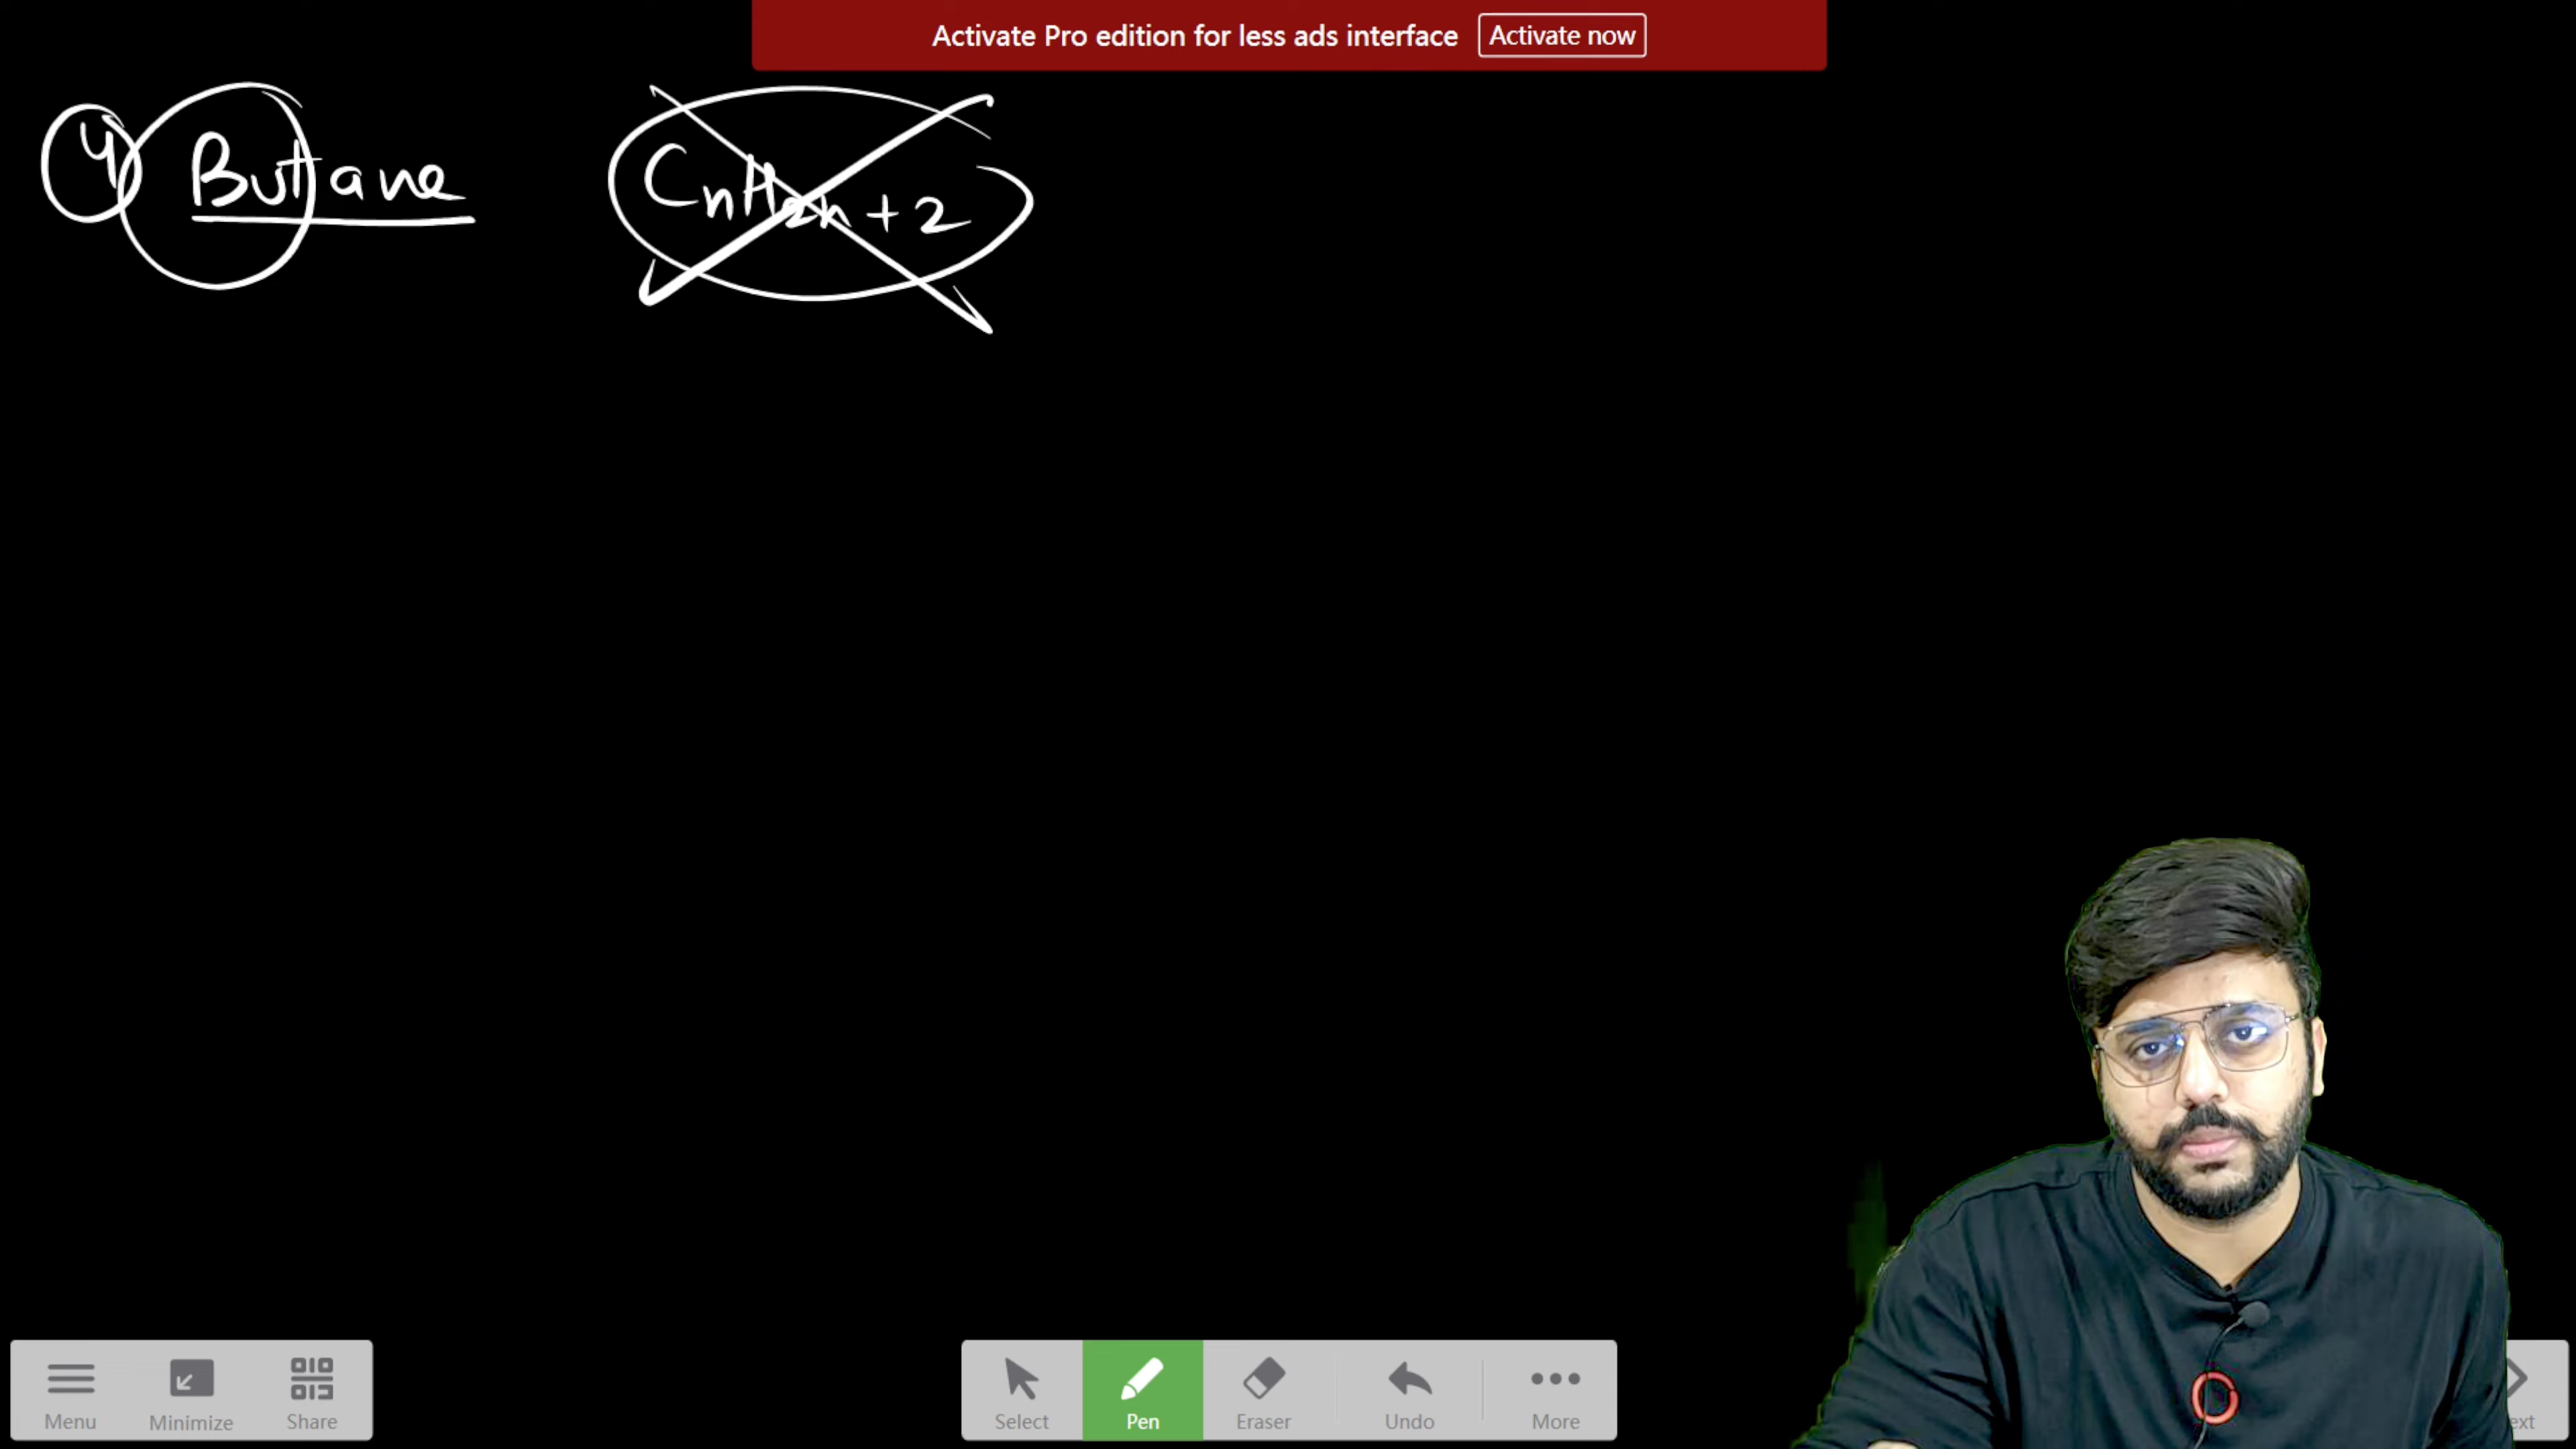 Activate Pro edition for less ads interface Activate now
4 Butane CnH2n+2
Menu Minimize Share Select Pen Eraser Undo More ext